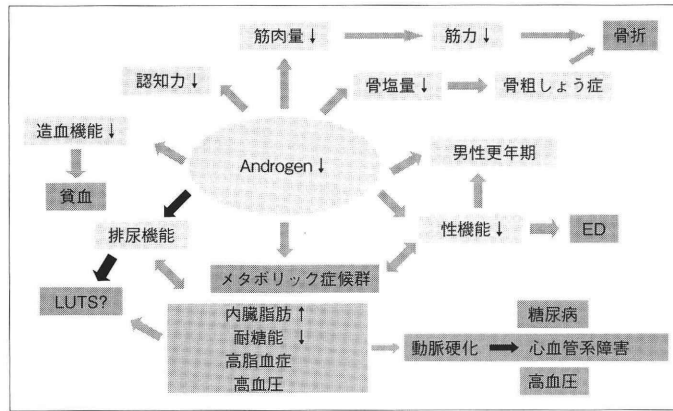 筋肉量↓
筋力↓
骨折
認知力↓
骨塩量↓
骨粗しょう症
造血機能↓
Androgen↓
男性更年期
貧血
排尿機能
性機能↓
ED
メタボリック症候群
LUTS?
内臓脂肪↑
耐糖能↓
高脂血症
高血圧
糖尿病
動脈硬化
心血管系障害
高血圧